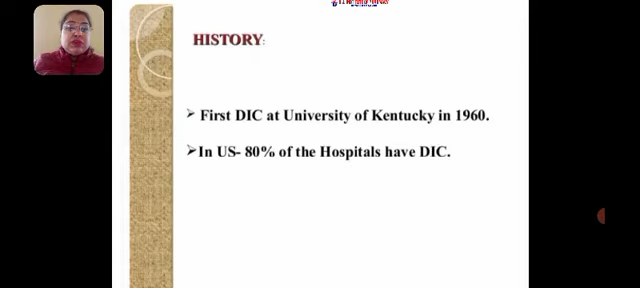 HISTORY:
➢ First DIC at University of Kentucky in 1960.
➢In US- 80% of the Hospitals have DIC.